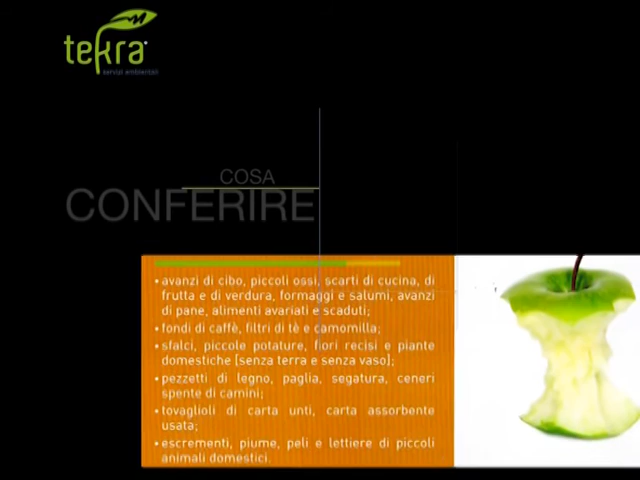 tekra
servizi ambientali
COSA
CONFERIRE
• avanzi di cibo, piccoli ossi, scarti di cucina, di
frutta e di verdura, formaggi e salumi, avanzi
di pane, alimenti avariati e scaduti;
• fondi di caffè, filtri di tè e camomilla;
• sfalci, piccole potature, fiori recisi e piante
domestiche [senza terra e senza vaso];
• pezzetti di legno, paglia, segatura, ceneri
spente di camini;
• tovaglioli di carta unti, carta assorbente
usata;
• escrementi, piume, peli e lettiere di piccoli
animali domestici.